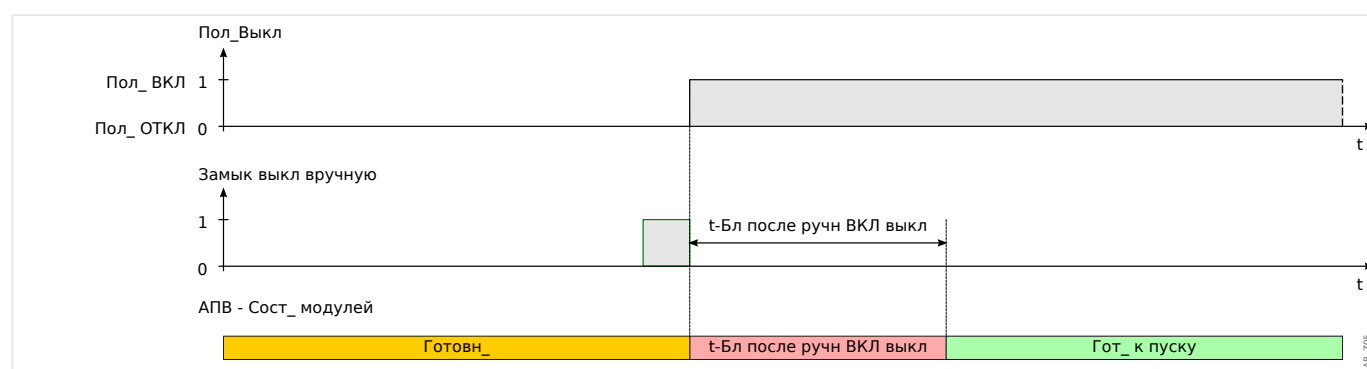 Пол_Выкл
Пол_ ВКЛ 1
Пол_ ОТКЛ 0
t
Замык выкл вручную
1
t-Бл после ручн ВКЛ выкл
0
t
АПВ - Сост_ модулей
Готовн_ t-Бл после ручн ВКЛ выкл Гот_ к пуску